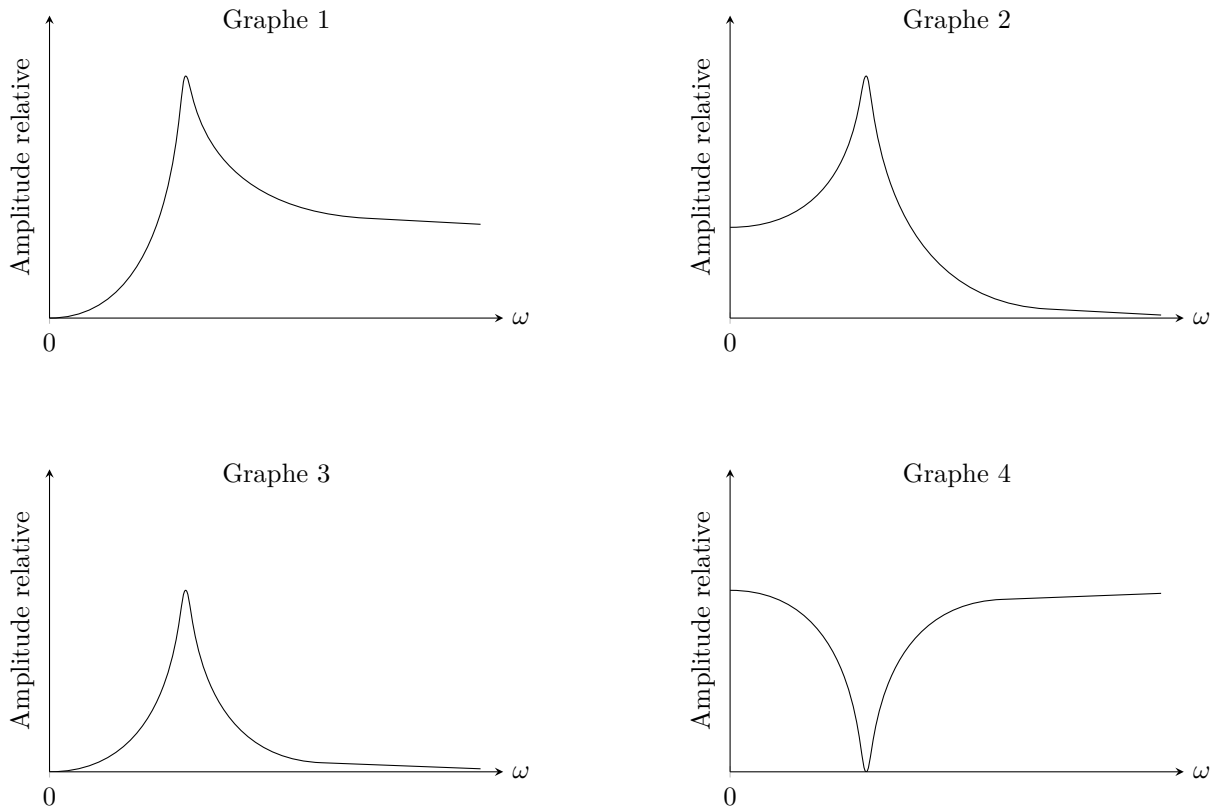 Graphe 1
Amplitude relative
ω
0
Graphe 2
Amplitude relative
ω
0
Graphe 3
Amplitude relative
ω
0
Graphe 4
Amplitude relative
ω
0